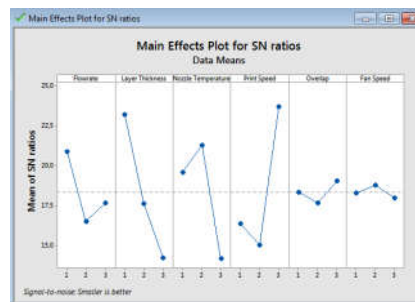 Main Effects Plot for SN ratios
Main Effects Plot for SN ratios
Data Means
Flowrate Layer Thickness Nozzle Temperature Print Speed Overlap Fan Speed
Mean of SN ratios
25,0
22,5
20,0
17,5
15,0
1 2 3 1 2 3 1 2 3 1 2 3 1 2 3 1 2 3
Signal-to-noise: Smaller is better